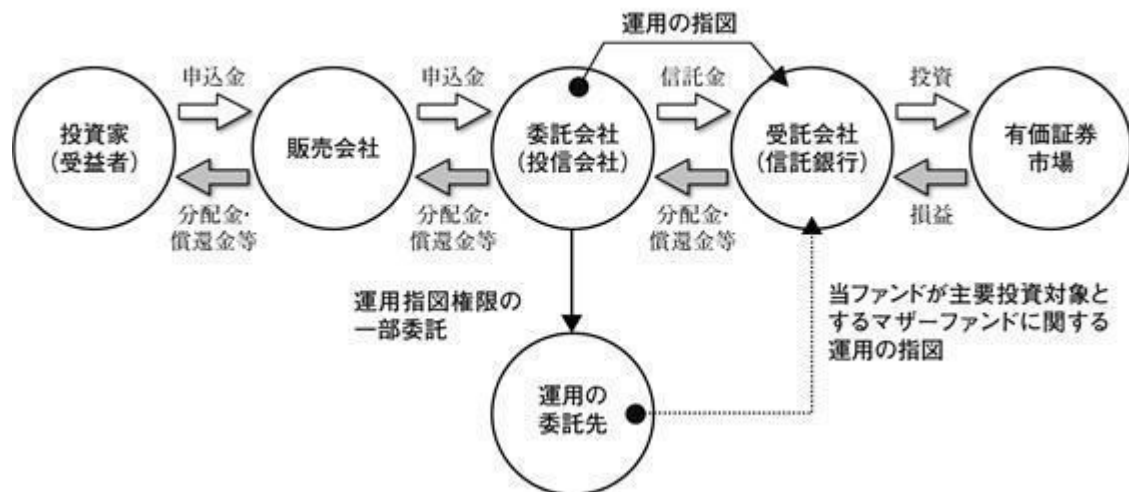 運用の指図
申込金
申込金
信託金
投資
投資家
(受益者)
販売会社
委託会社
(投信会社)
受託会社
(信託銀行)
有価証券
市場
分配金・
償還金等
分配金・
償還金等
分配金・
償還金等
損益
運用指図権限の
一部委託
当ファンドが主要投資対象と
するマザーファンドに関する
運用の指図
運用の
委託先